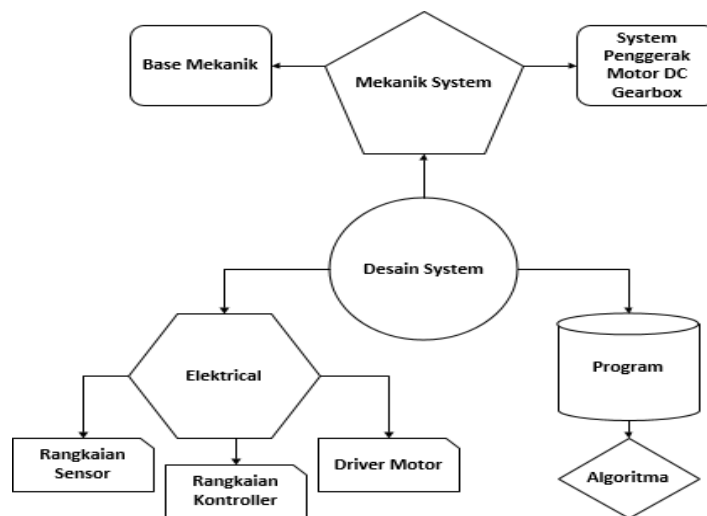 Base Mekanik
Mekanik System
System
Penggerak
Motor DC
Gearbox
Desain System
Elektrical
Program
Rangkaian
Sensor
Rangkaian
Kontroller
Driver Motor
Algoritma